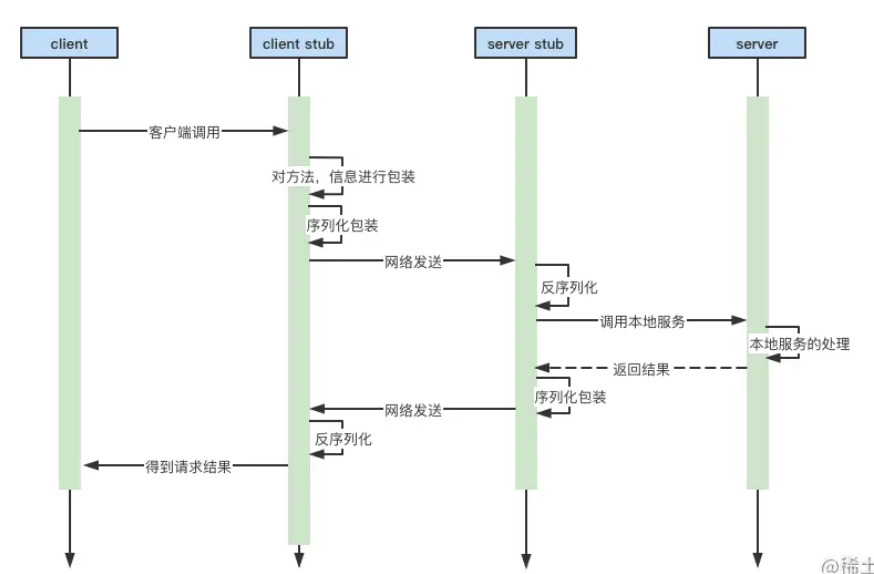 client
client stub
server stub
server
客户端调用
对方法，信息进行包装
序列化包装
网络发送
反序列化
调用本地服务
本地服务的处理
返回结果
序列化包装
网络发送
反序列化
得到请求结果
@稀土